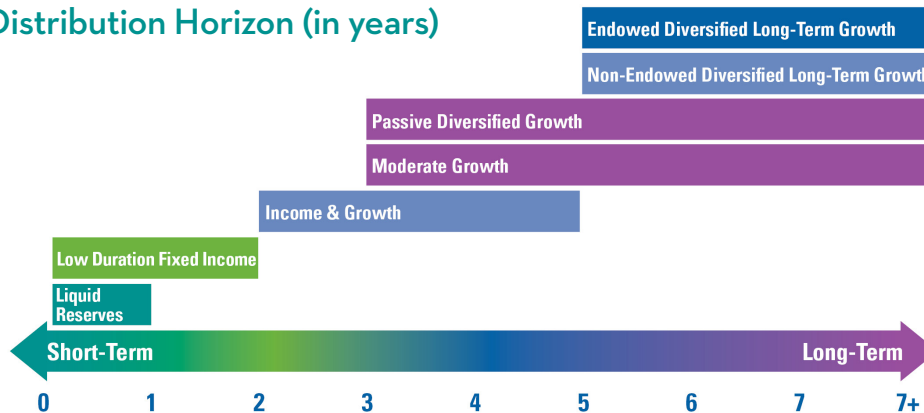 Distribution Horizon (in years)
Endowed Diversified Long-Term Growth
Non-Endowed Diversified Long-Term Growth
Passive Diversified Growth
Moderate Growth
Income & Growth
Low Duration Fixed Income
Liquid
Reserves
Short-Term Long-Term
0 1 2 3 4 5 6 7 7+